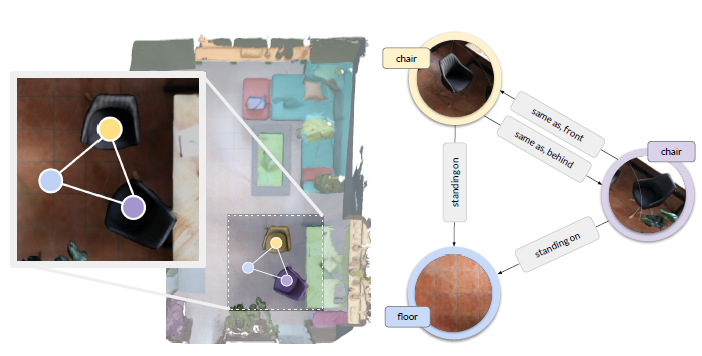 chair
same as, front
same as, behind
chair
standing on
standing on
floor